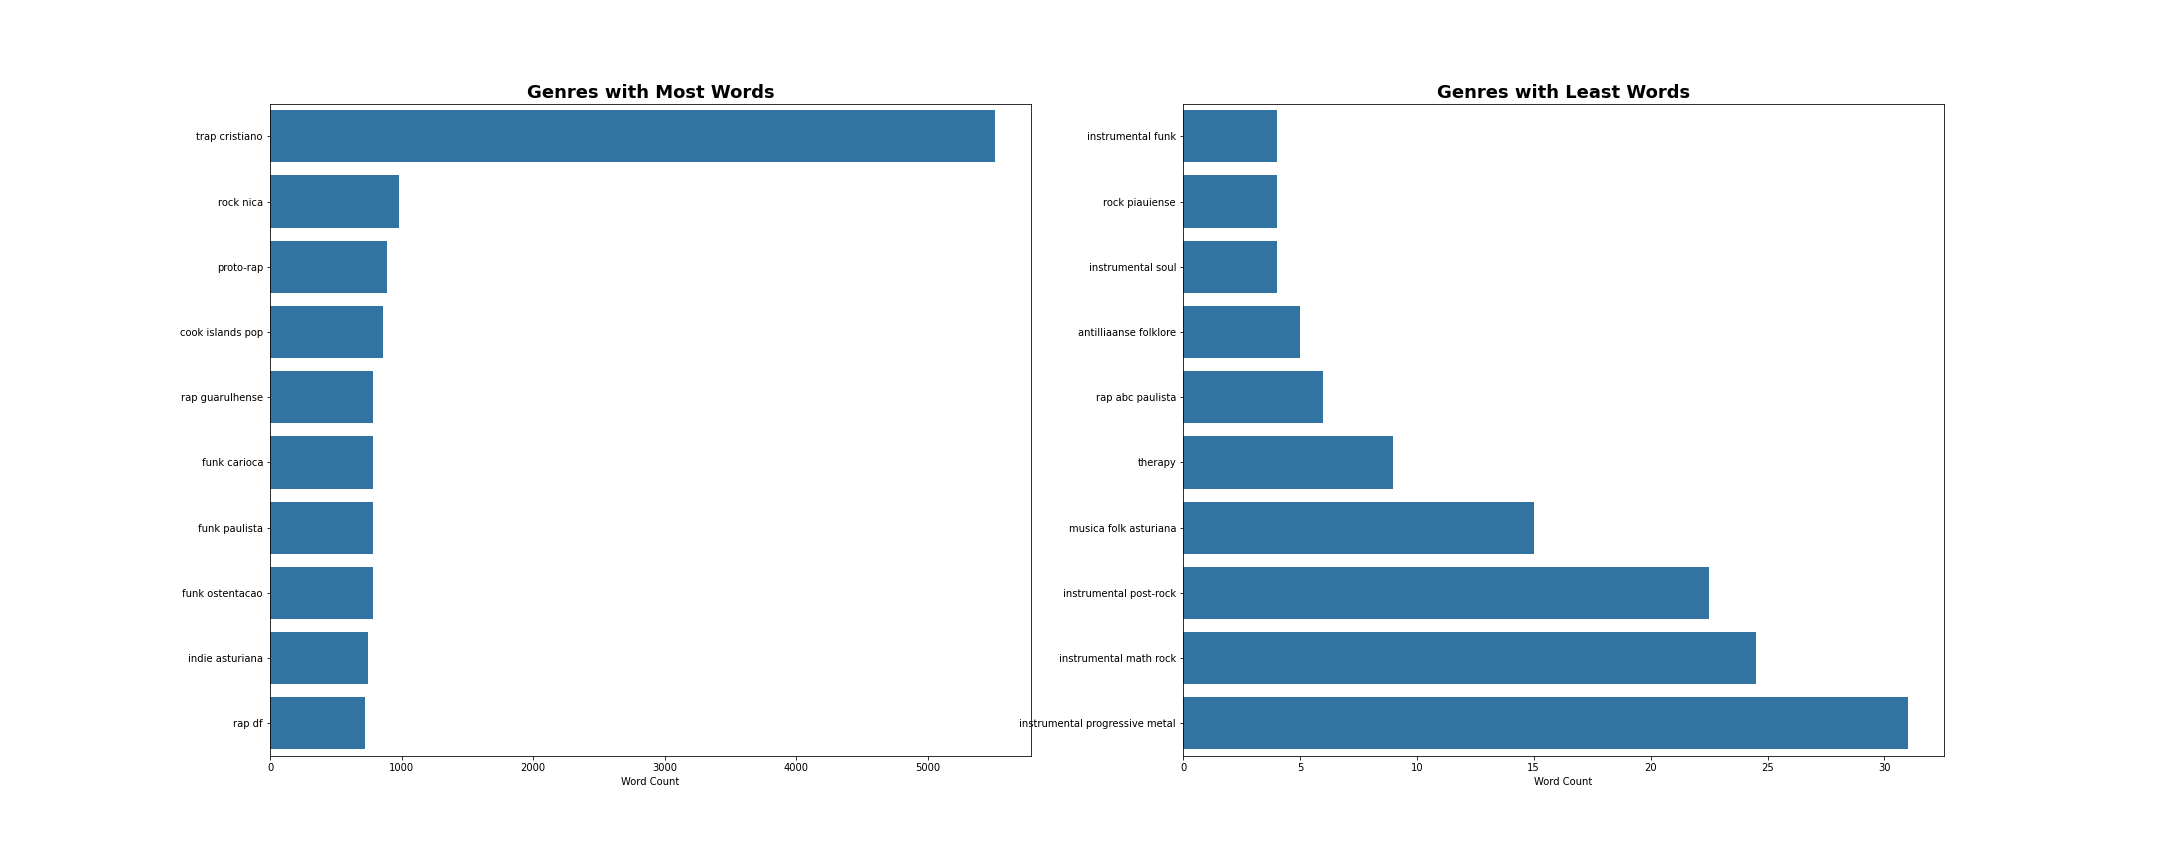 Genres with Most Words
trap cristiano
rock nica
proto-rap
cook islands pop
rap guarulhense
funk carioca
funk paulista
funk ostentacao
indie asturiana
rap df
0 1000 2000 3000 4000 5000
Word Count
Genres with Least Words
instrumental funk
rock piauiense
instrumental soul
antilliaanse folklore
rap abc paulista
therapy
musica folk asturiana
instrumental post-rock
instrumental math rock
instrumental progressive metal
0 5 10 15 20 25 30
Word Count